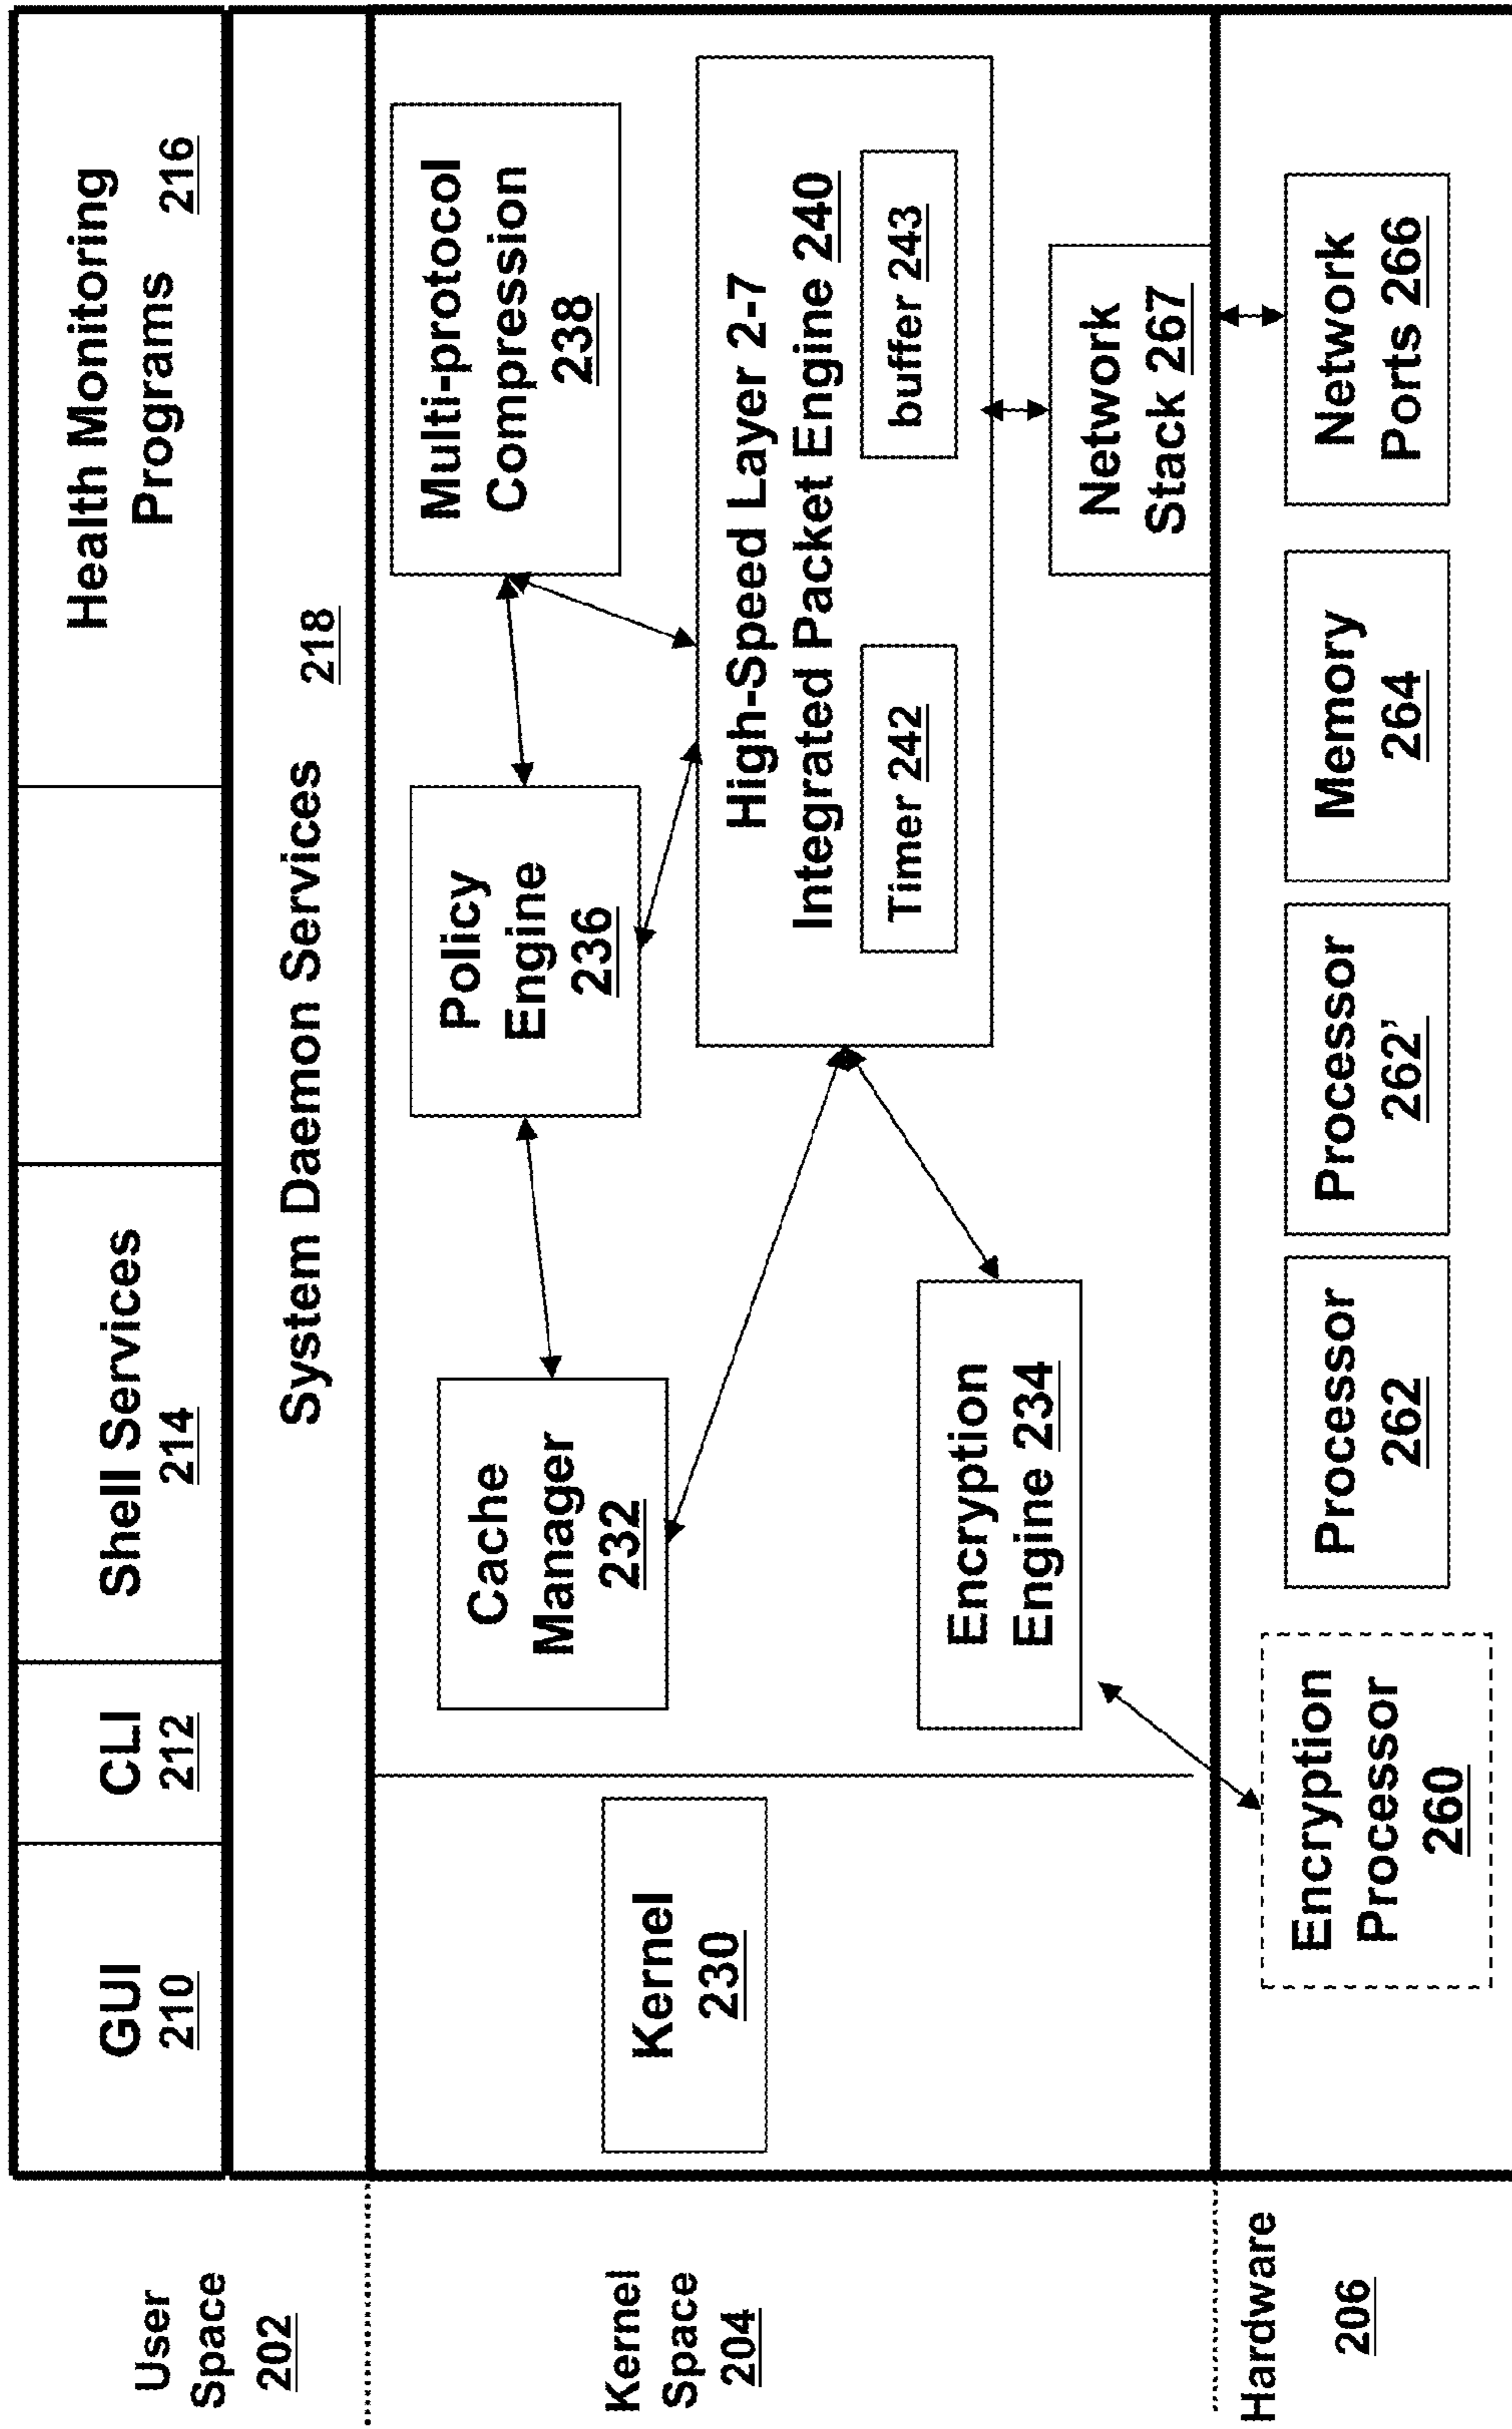 User
Space
202
GUI
210
CLI
212
Shell Services
214
Health Monitoring
Programs 216
System Daemon Services 218
Kernel
Space
204
Kernel
230
Cache
Manager
232
Policy
Engine
236
Multi-protocol
Compression
238
High-Speed Layer 2-7
Integrated Packet Engine 240
Timer 242
buffer 243
Encryption
Engine 234
Network
Stack 267
Hardware
206
Encryption
Processor
260
Processor
262
Processor
262’
Memory
264
Network
Ports 266